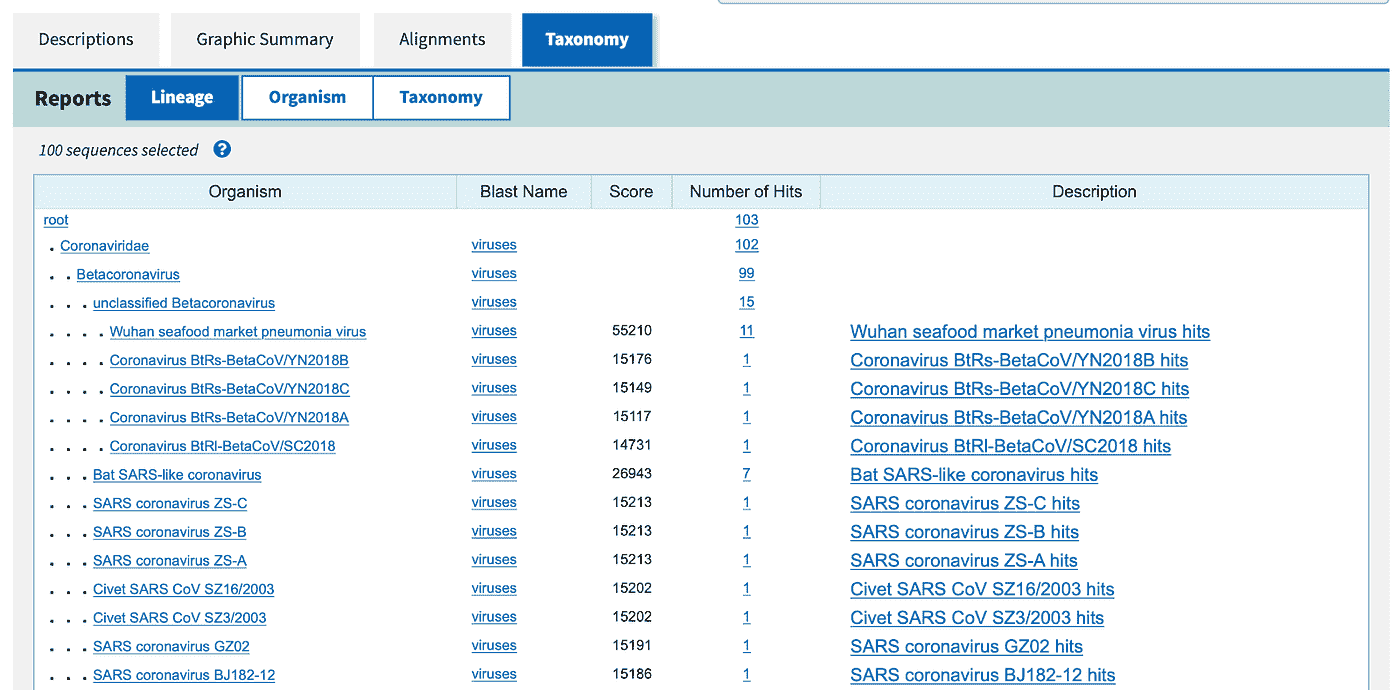 Descriptions Graphic Summary Alignments Taxonomy
Reports Lineage Organism Taxonomy
100 sequences selected ?
Organism Blast Name Score Number of Hits Description
root 103
. Coronaviridae viruses 102
. . Betacoronavirus viruses 99
. . . unclassified Betacoronavirus viruses 15
. . . . Wuhan seafood market pneumonia virus viruses 55210 11 Wuhan seafood market pneumonia virus hits
. . . . Coronavirus BtRs-BetaCoV/YN2018B viruses 15176 1 Coronavirus BtRs-BetaCoV/YN2018B hits
. . . . Coronavirus BtRs-BetaCoV/YN2018C viruses 15149 1 Coronavirus BtRs-BetaCoV/YN2018C hits
. . . . Coronavirus BtRs-BetaCoV/YN2018A viruses 15117 1 Coronavirus BtRs-BetaCoV/YN2018A hits
. . . . Coronavirus BtRl-BetaCoV/SC2018 viruses 14731 1 Coronavirus BtRl-BetaCoV/SC2018 hits
. . . Bat SARS-like coronavirus viruses 26943 7 Bat SARS-like coronavirus hits
. . . SARS coronavirus ZS-C viruses 15213 1 SARS coronavirus ZS-C hits
. . . SARS coronavirus ZS-B viruses 15213 1 SARS coronavirus ZS-B hits
. . . SARS coronavirus ZS-A viruses 15213 1 SARS coronavirus ZS-A hits
. . . Civet SARS CoV SZ16/2003 viruses 15202 1 Civet SARS CoV SZ16/2003 hits
. . . Civet SARS CoV SZ3/2003 viruses 15202 1 Civet SARS CoV SZ3/2003 hits
. . . SARS coronavirus GZ02 viruses 15191 1 SARS coronavirus GZ02 hits
. . . SARS coronavirus BJ182-12 viruses 15186 1 SARS coronavirus BJ182-12 hits